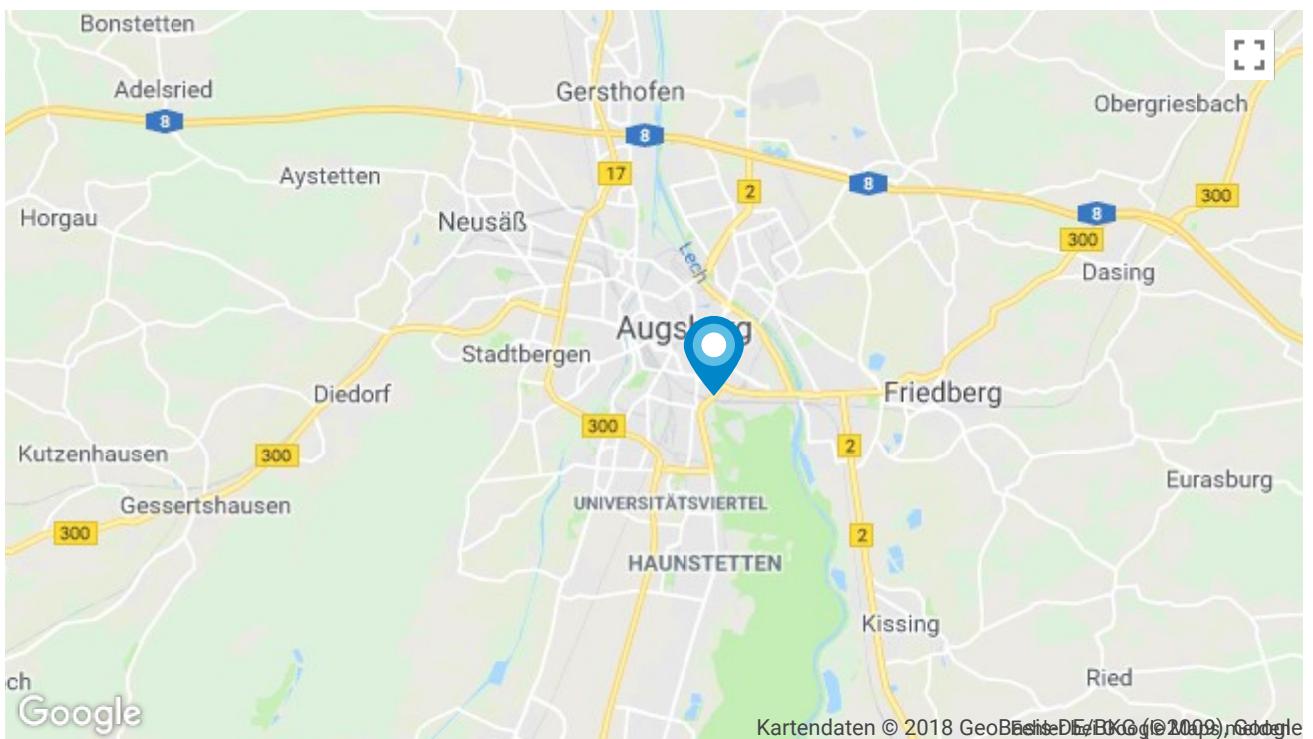 Bonstetten
Adelsried
Gersthofen
Obergriesbach
8
8
17
Aystetten
2
8
300
Horgau
Neusäß
8
300
Lech
Dasing
Augsburg
Stadtbergen
Diedorf
Friedberg
300
2
Kutzenhausen
300
Eurasburg
Gessertshausen
UNIVERSITÄTSVIERTEL
300
2
HAUNSTETTEN
Kissing
Ried
ch
Google
Kartendaten © 2018 GeoBasis-DE/BKG (©2009), Google